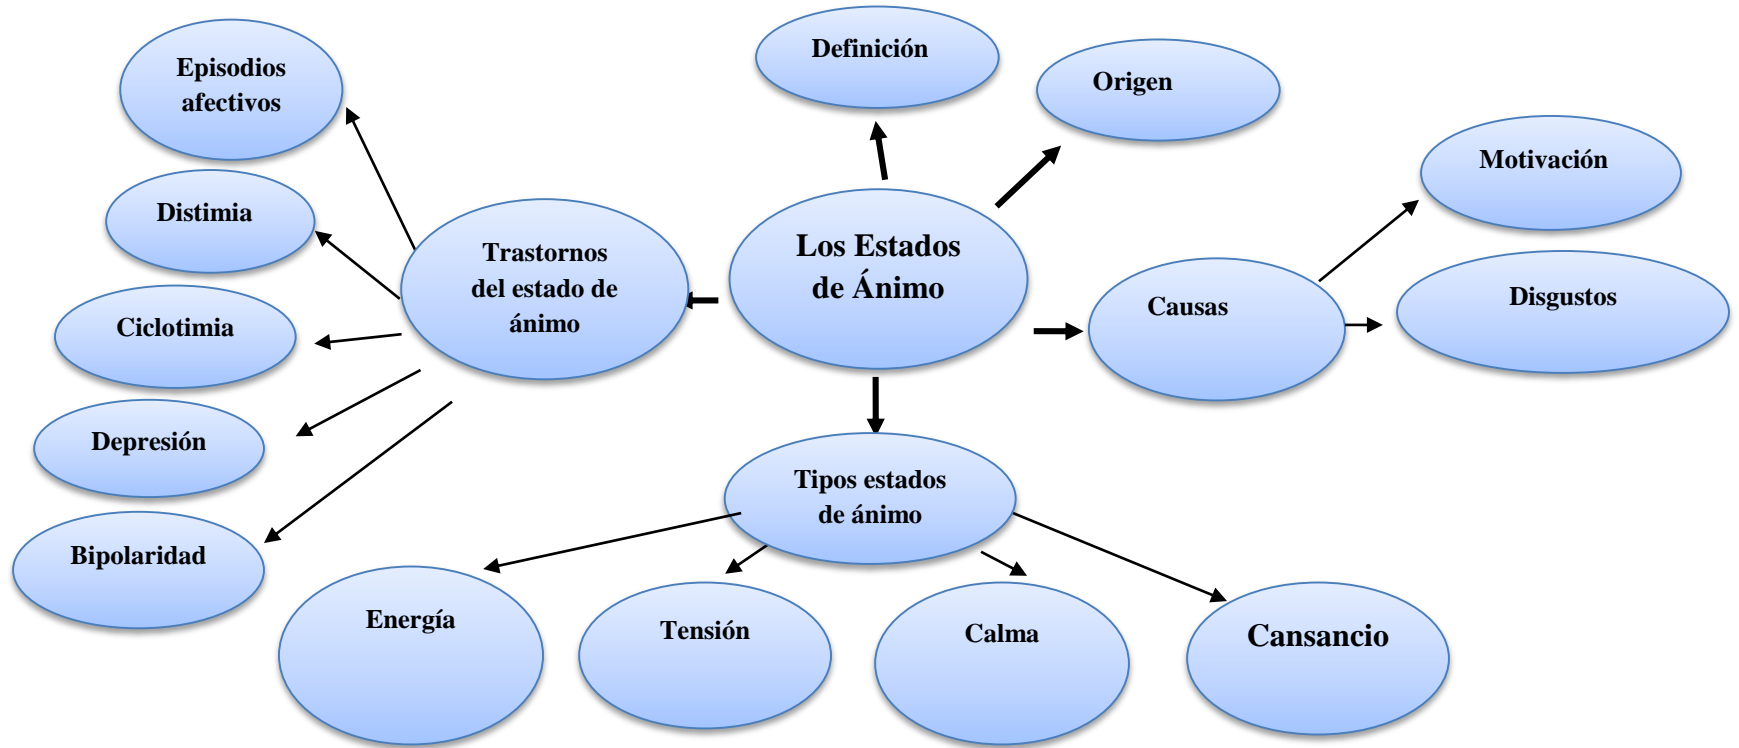 Definición
Origen
Episodios
afectivos
Motivación
Distimia
Los Estados
de Ánimo
Trastornos
del estado de
ánimo
Causas
Disgustos
Ciclotimia
Depresión
Tipos estados
de ánimo
Bipolaridad
Energía
Tensión
Calma
Cansancio